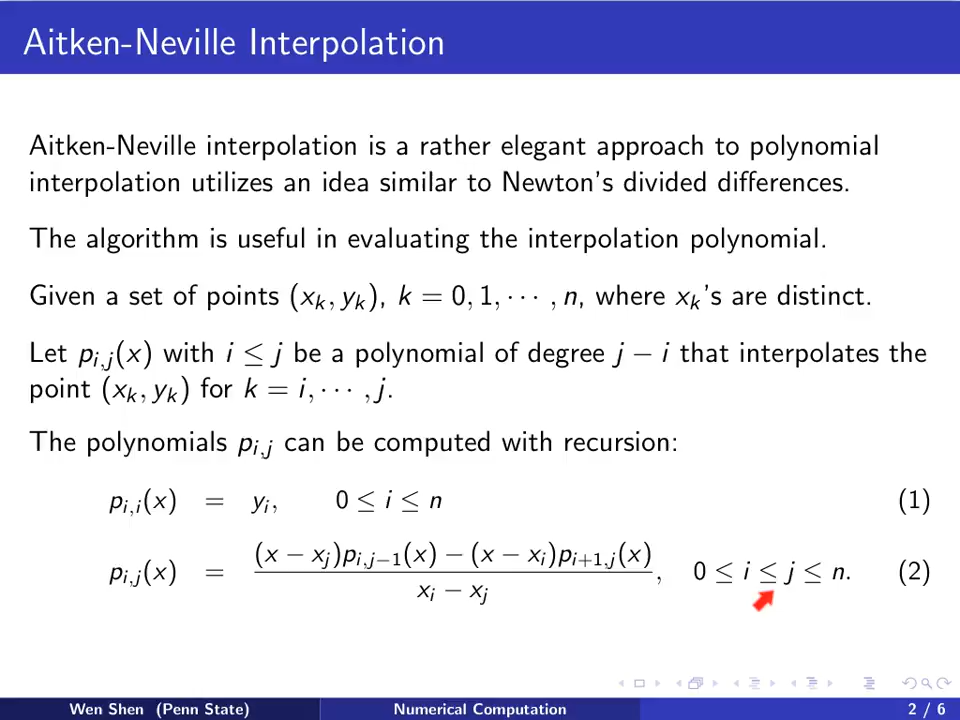 Aitken-Neville Interpolation
Aitken-Neville interpolation is a rather elegant approach to polynomial
interpolation utilizes an idea similar to Newton's divided differences.
The algorithm is useful in evaluating the interpolation polynomial.
Given a set of points (x_k, y_k), k = 0, 1, ⋯ , n, where x_k's are distinct.
Let p_{i,j}(x) with i ≤ j be a polynomial of degree j − i that interpolates the
point (x_k, y_k) for k = i, ⋯ , j.
The polynomials p_{i,j} can be computed with recursion:
p_{i,i}(x) = y_i, 0 ≤ i ≤ n (1)
p_{i,j}(x) = \frac{(x − x_j)p_{i,j−1}(x) − (x − x_i)p_{i+1,j}(x)}{x_i − x_j}, 0 ≤ i ≤ j ≤ n. (2)
Wen Shen (Penn State) Numerical Computation 2 / 6